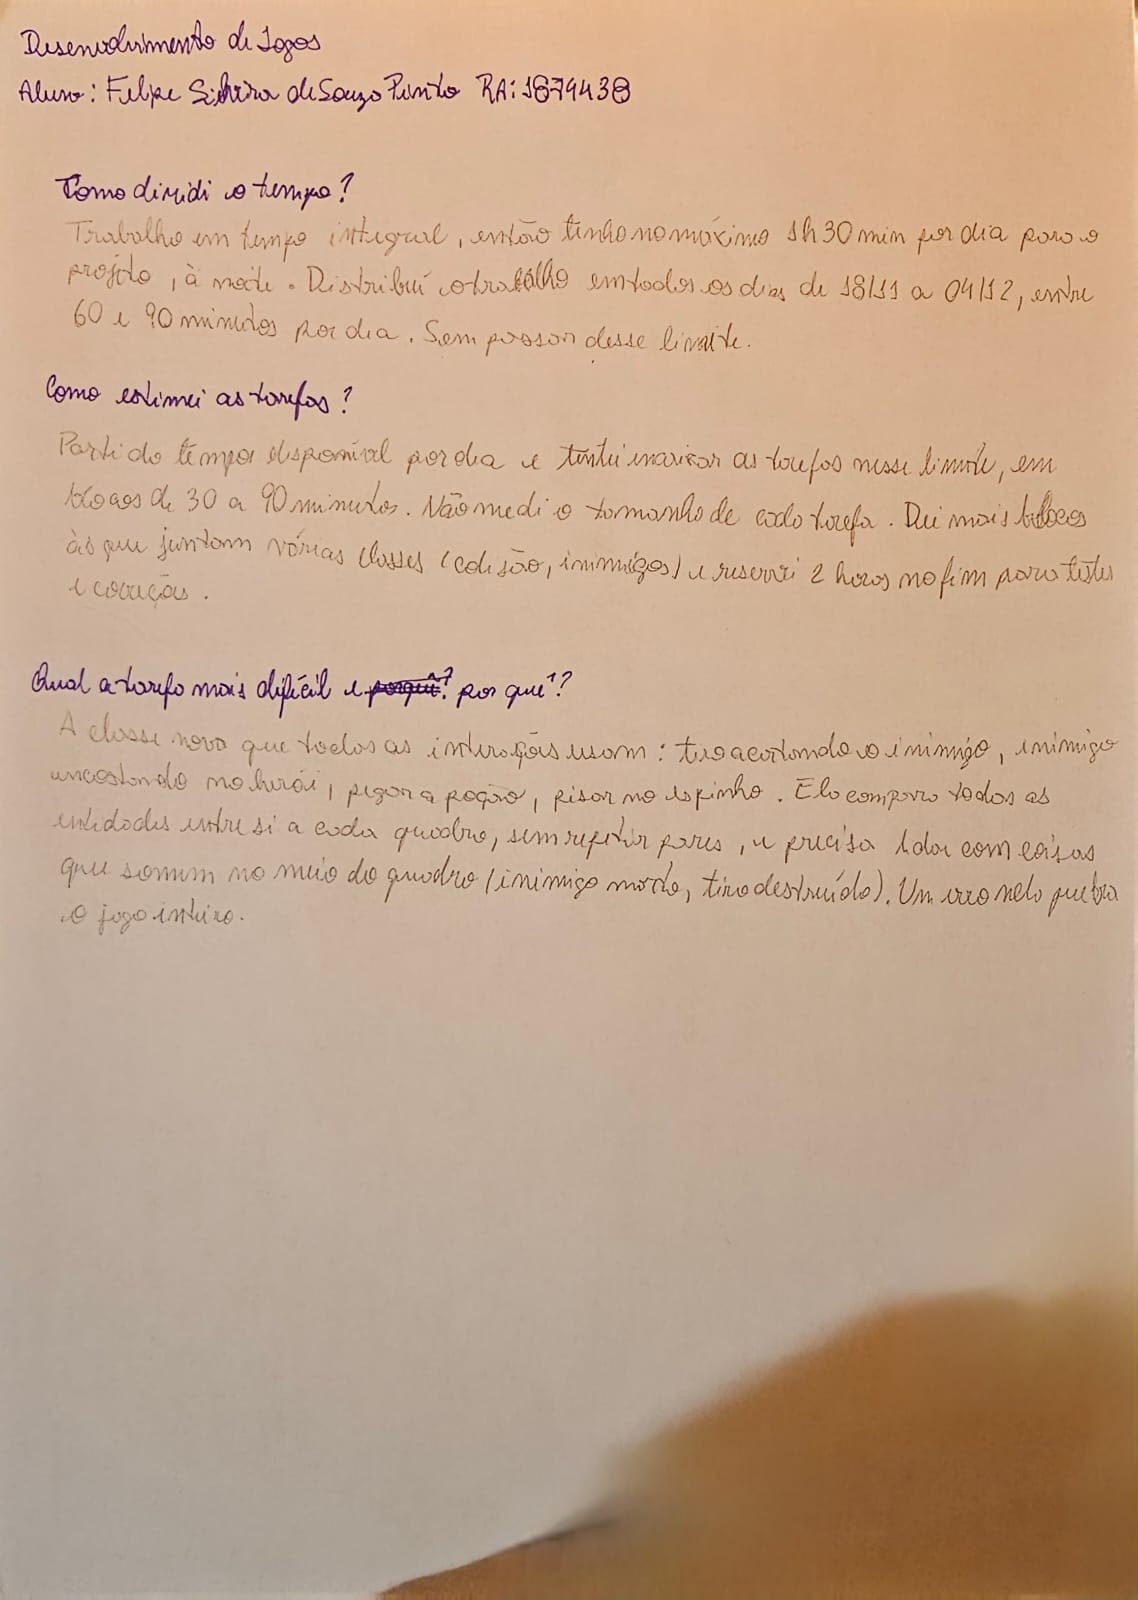 Desenvolvimento de Jogos
Aluno: Felipe Silveira de Souza Pinto RA: 1879438
Como dividi o tempo?
Trabalho em tempo integral, então tenho no máximo 1h30min por dia para o
projeto, à noite. Distribuí o trabalho em todos os dias de 18/11 a 04/12, entre
60 e 90 minutos por dia. Sem passar desse limite.
Como estimei as tarefas?
Parti do tempo disponível por dia e tentei encaixar as tarefas nesse limite, em
blocos de 30 a 90 minutos. Não medi o tamanho de cada tarefa. Dei mais blocos
às que juntam várias classes (colisão, inimigos) e reservei 2 horas no fim para testes
e correções.
Qual a tarefa mais difícil e por quê?
A classe nova que todas as interações usam: tiro acertando o inimigo, inimigo
encostando no herói, pegar a poção, pisar no espinho. Ela compara todas as
entidades entre si a cada quadro, sem repetir pares, e precisa lidar com coisas
que somem no meio do quadro (inimigo morto, tiro destruído). Um erro nela quebra
o jogo inteiro.